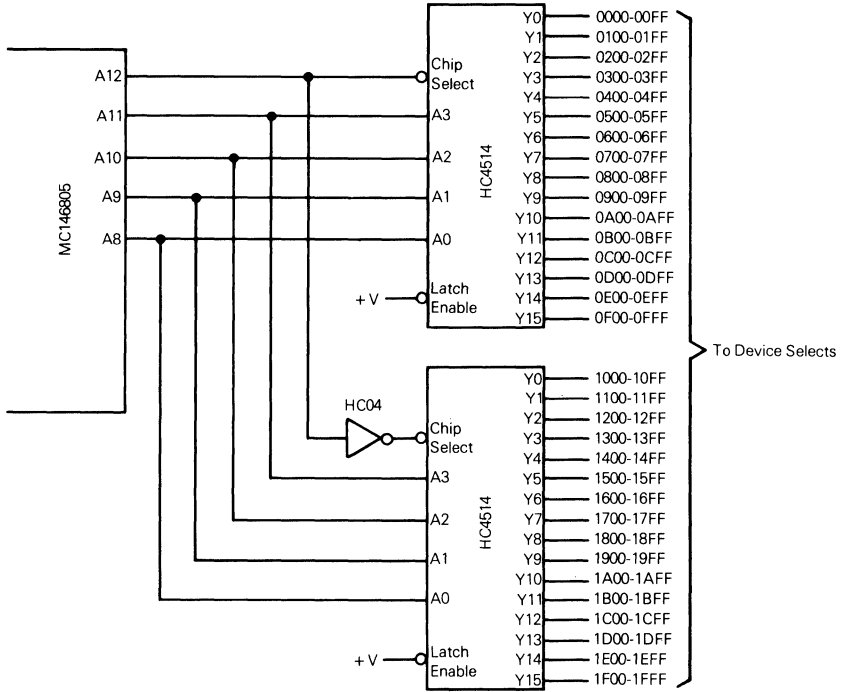 MC146805
A12
A11
A10
A9
A8
Chip
Select
A3
A2
A1
A0
+V
Latch
Enable
HC4514
Y0 0000-00FF
Y1 0100-01FF
Y2 0200-02FF
Y3 0300-03FF
Y4 0400-04FF
Y5 0500-05FF
Y6 0600-06FF
Y7 0700-07FF
Y8 0800-08FF
Y9 0900-09FF
Y10 0A00-0AFF
Y11 0B00-0BFF
Y12 0C00-0CFF
Y13 0D00-0DFF
Y14 0E00-0EFF
Y15 0F00-0FFF
To Device Selects
HC04
Chip
Select
A3
A2
A1
A0
+V
Latch
Enable
HC4514
Y0 1000-10FF
Y1 1100-11FF
Y2 1200-12FF
Y3 1300-13FF
Y4 1400-14FF
Y5 1500-15FF
Y6 1600-16FF
Y7 1700-17FF
Y8 1800-18FF
Y9 1900-19FF
Y10 1A00-1AFF
Y11 1B00-1BFF
Y12 1C00-1CFF
Y13 1D00-1DFF
Y14 1E00-1EFF
Y15 1F00-1FFF